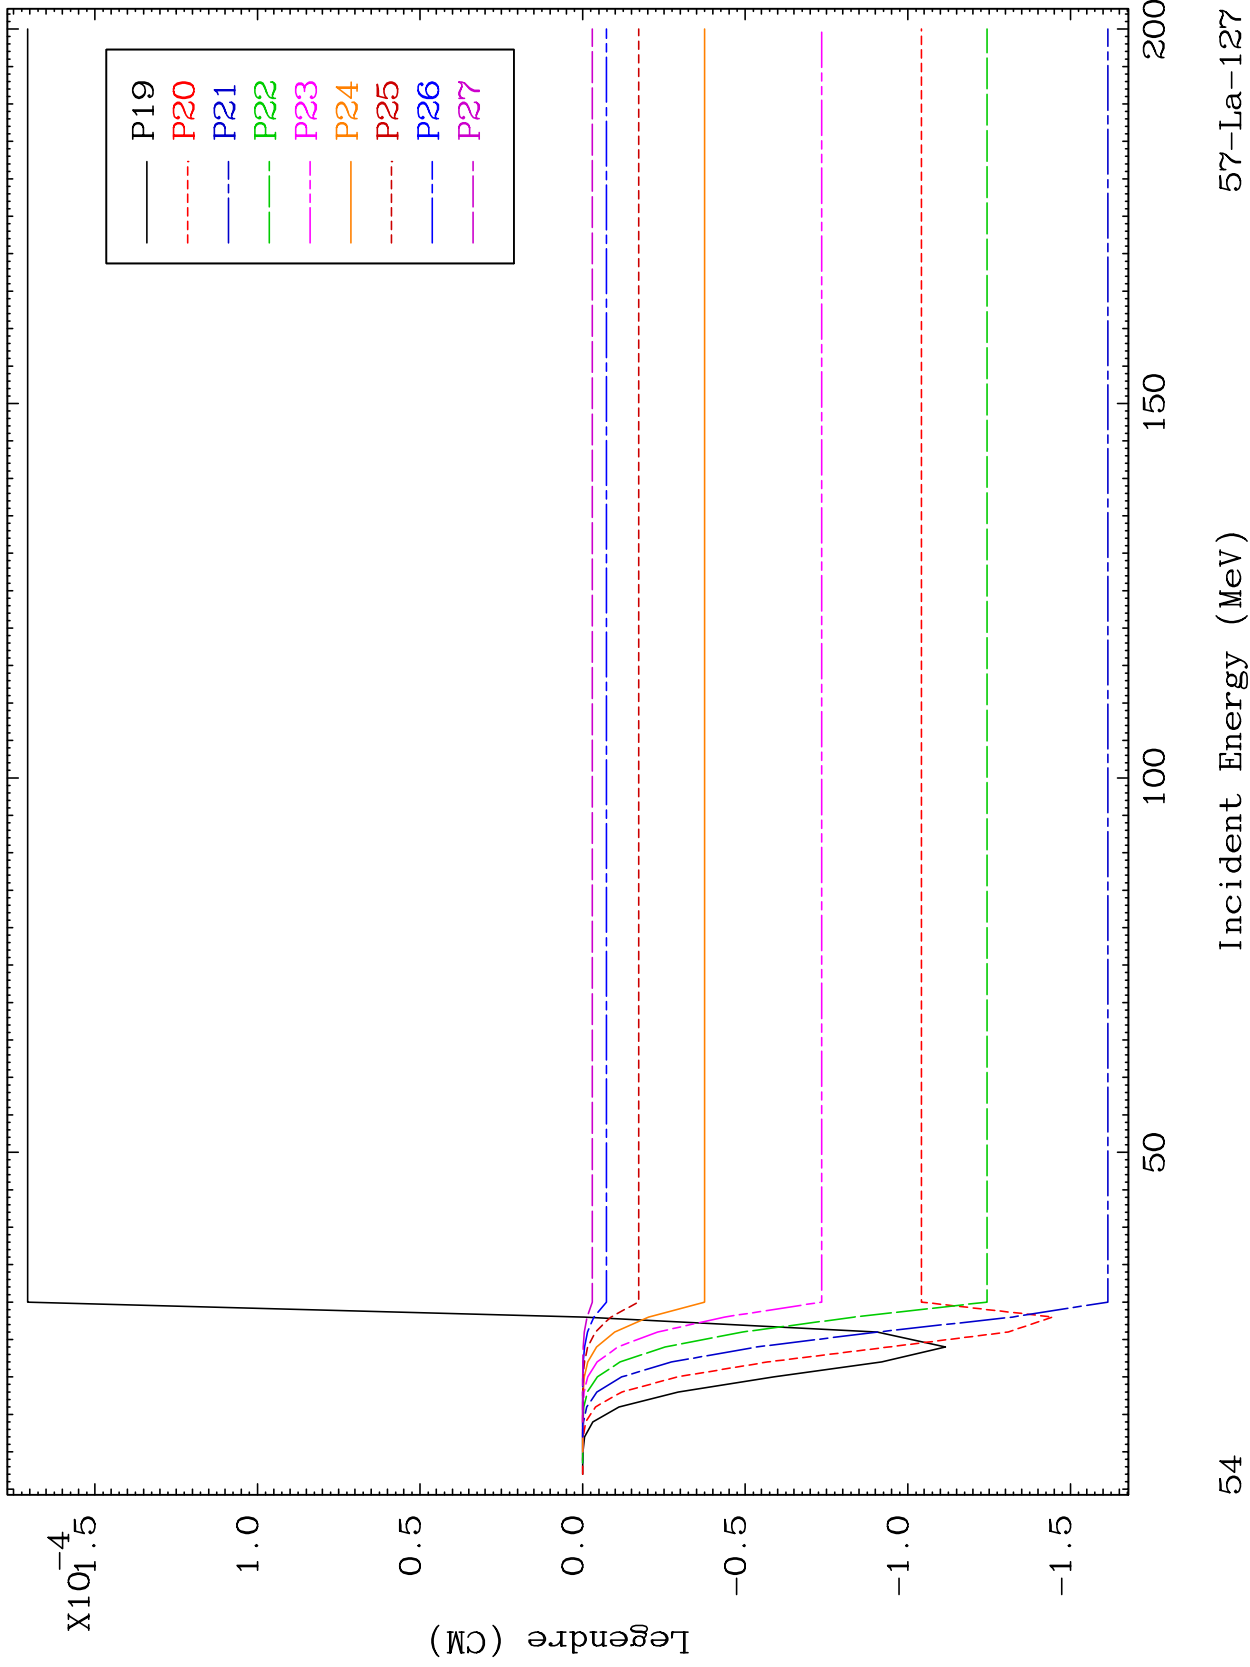 X10-4
1.5
1.0
0.5
0.0
-0.5
-1.0
-1.5
Legendre (CM)
P19
P20
P21
P22
P23
P24
P25
P26
P27
50
100
150
200
Incident Energy (MeV)
54
57-La-127